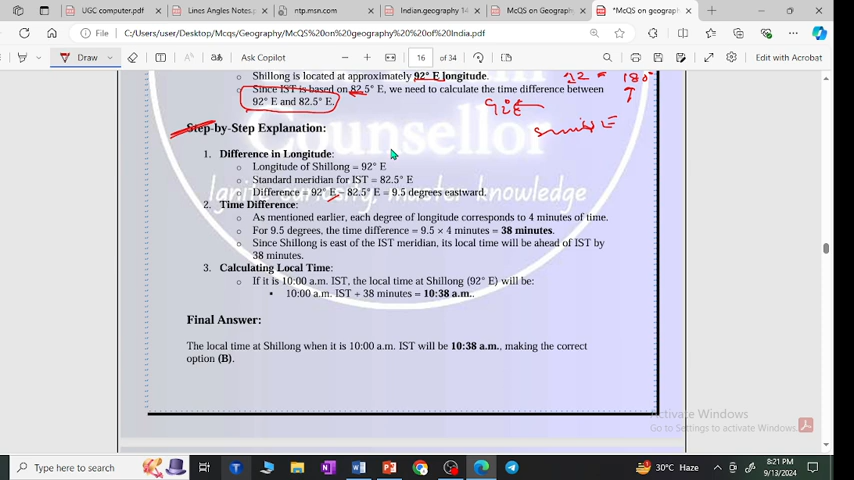 UGC computer.pdf
Lines Angles Notes.p
ntp.msn.com
Indian.geography 14
McQS on Geography
*McQS on geograph
File
C:/Users/user/Desktop/Mcqs/Geography/McQS%20on%20geography%20%20of%20India.pdf
Draw
Ask Copilot
16 of 34
Edit with Acrobat
Shillong is located at approximately 92° E longitude.
12 = 180°
Since IST is based on 82.5° E, we need to calculate the time difference between
92° E and 82.5° E.
92°E
Step-by-Step Explanation:
Counsellor
1. Difference in Longitude:
Longitude of Shillong = 92° E
Standard meridian for IST = 82.5° E
Ignite curiosity, master knowledge
Difference = 92° E - 82.5° E = 9.5 degrees eastward.
2. Time Difference:
As mentioned earlier, each degree of longitude corresponds to 4 minutes of time.
For 9.5 degrees, the time difference = 9.5 × 4 minutes = 38 minutes.
Since Shillong is east of the IST meridian, its local time will be ahead of IST by
38 minutes.
3. Calculating Local Time:
If it is 10:00 a.m. IST, the local time at Shillong (92° E) will be:
10:00 a.m. IST + 38 minutes = 10:38 a.m..
Final Answer:
The local time at Shillong when it is 10:00 a.m. IST will be 10:38 a.m., making the correct
option (B).
Activate Windows
Go to Settings to activate Windows.
Type here to search
30°C Haze
8:21 PM
9/13/2024